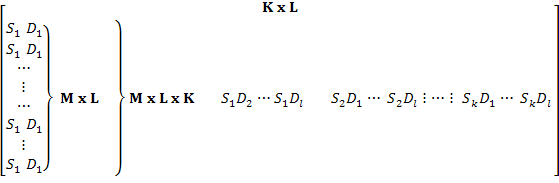 K x L
S₁ D₁
S₁ D₁
⋯
⋮
⋯ M x L M x L x K S₁D₂ ⋯ S₁Dₗ S₂D₁ ⋯ S₂Dₗ ⋮ ⋯ ⋮ SₖD₁ ⋯ SₖDₗ
S₁ D₁
⋮
S₁ D₁